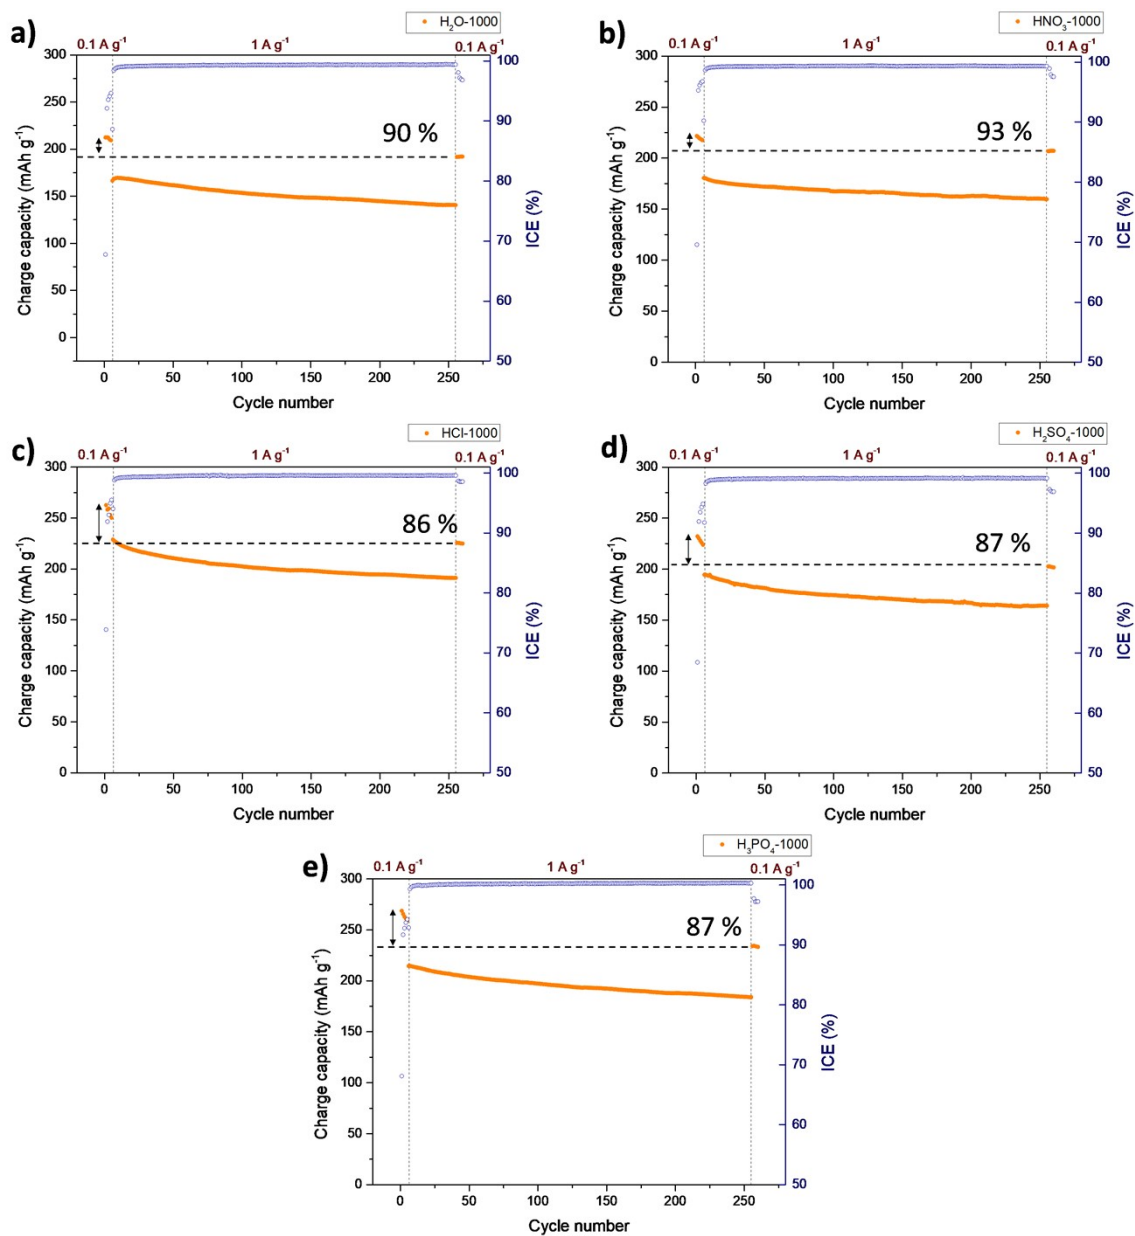 a)
H₂O-1000
0.1 A g⁻¹
1 A g⁻¹
0.1 A g⁻¹
300
250
200
150
100
50
0
Charge capacity (mAh g⁻¹)
90 %
100
90
80
70
60
50
ICE (%)
0
50
100
150
200
250
Cycle number
b)
HNO₃-1000
0.1 A g⁻¹
1 A g⁻¹
0.1 A g⁻¹
300
250
200
150
100
50
0
Charge capacity (mAh g⁻¹)
93 %
100
90
80
70
60
50
ICE (%)
0
50
100
150
200
250
Cycle number
c)
HCl-1000
0.1 A g⁻¹
1 A g⁻¹
0.1 A g⁻¹
300
250
200
150
100
50
0
Charge capacity (mAh g⁻¹)
86 %
100
90
80
70
60
50
ICE (%)
0
50
100
150
200
250
Cycle number
d)
H₂SO₄-1000
0.1 A g⁻¹
1 A g⁻¹
0.1 A g⁻¹
300
250
200
150
100
50
0
Charge capacity (mAh g⁻¹)
87 %
100
90
80
70
60
50
ICE (%)
0
50
100
150
200
250
Cycle number
e)
H₃PO₄-1000
0.1 A g⁻¹
1 A g⁻¹
0.1 A g⁻¹
300
250
200
150
100
50
0
Charge capacity (mAh g⁻¹)
87 %
100
90
80
70
60
50
ICE (%)
0
50
100
150
200
250
Cycle number